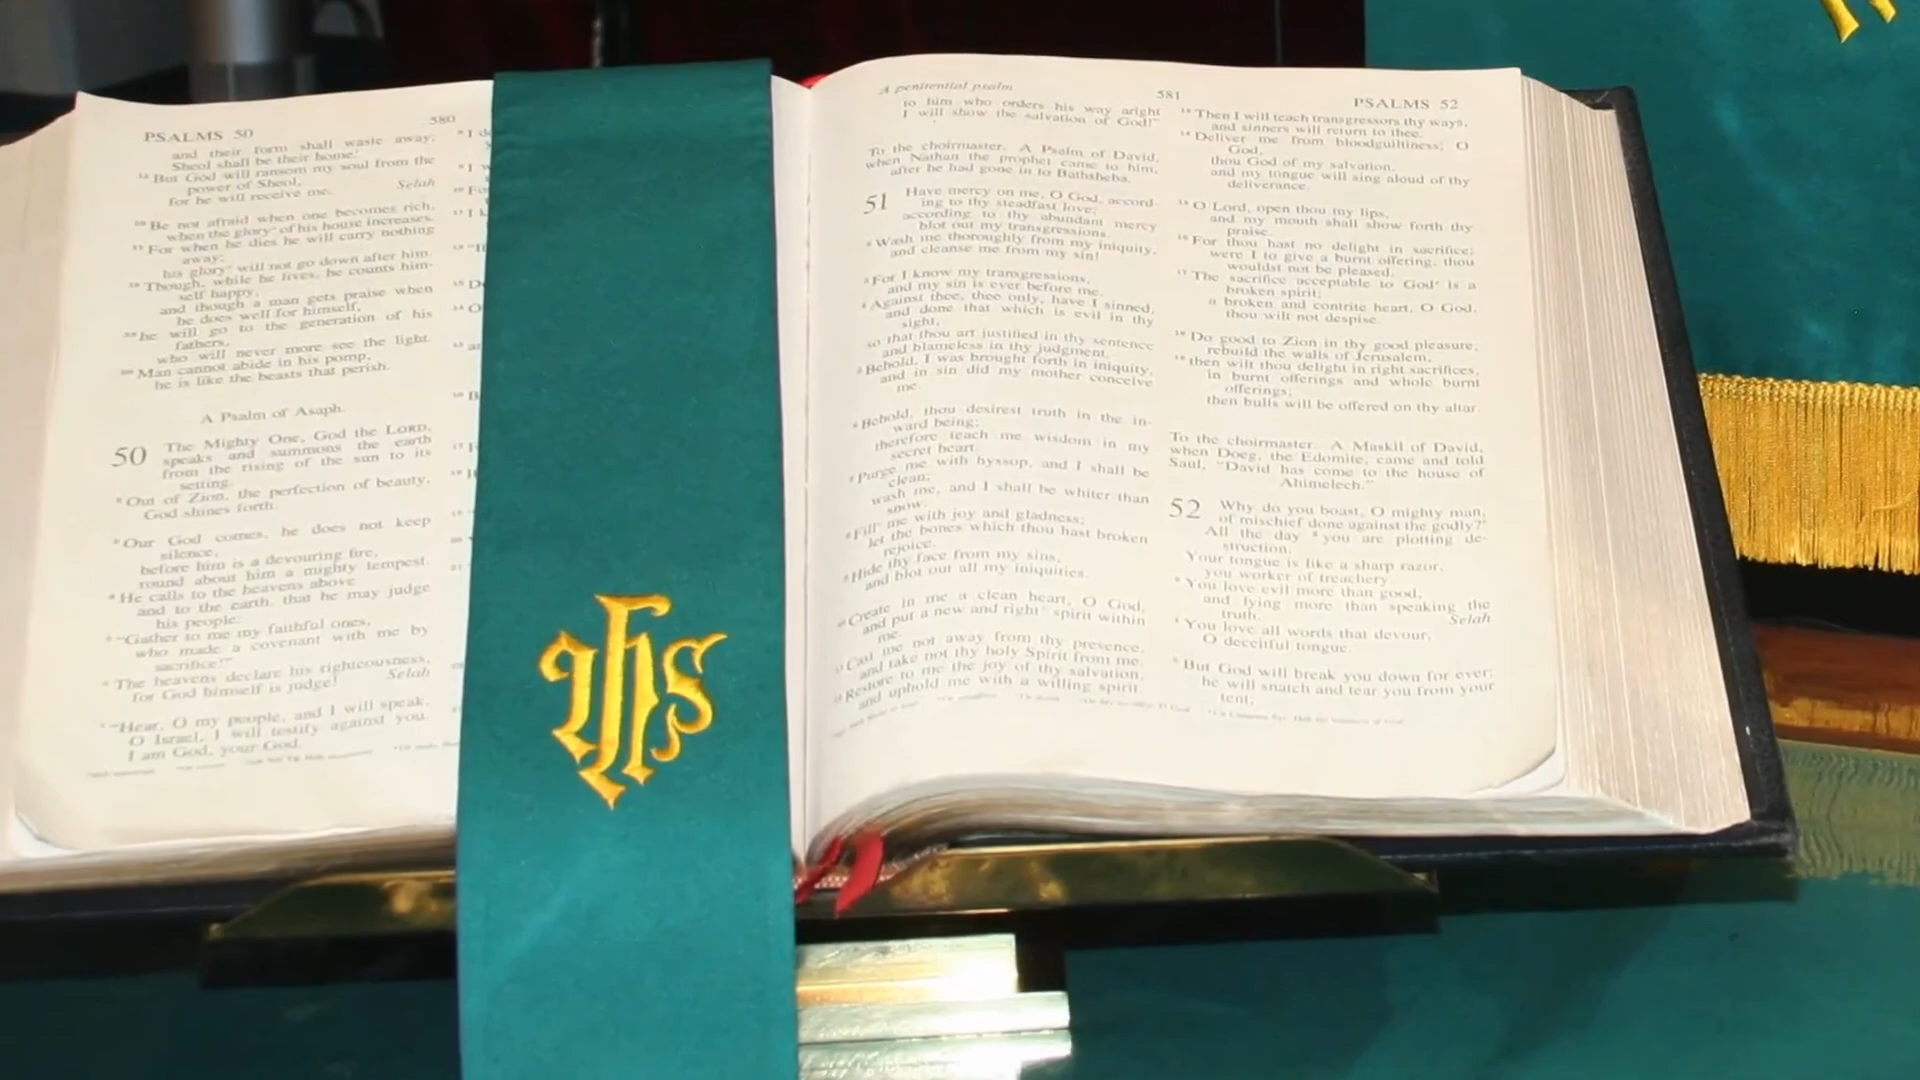 580
PSALMS 50
and their form shall waste away;
Sheol shall be their home.
15 But God will ransom my soul from the
power of Sheol,
for he will receive me. Selah
16 Be not afraid when one becomes rich,
when the glory of his house increases.
17 For when he dies he will carry nothing
away;
his glory will not go down after him.
18 Though, while he lives, he counts him-
self happy,
and though a man gets praise when
he does well for himself,
19 he will go to the generation of his
fathers,
who will never more see the light.
20 Man cannot abide in his pomp,
he is like the beasts that perish.
A Psalm of Asaph.
50 The Mighty One, God the LORD,
speaks and summons the earth
from the rising of the sun to its
setting.
2 Out of Zion, the perfection of beauty,
God shines forth.
3 Our God comes, he does not keep
silence,
before him is a devouring fire,
round about him a mighty tempest.
4 He calls to the heavens above
and to the earth, that he may judge
his people:
5 "Gather to me my faithful ones,
who made a covenant with me by
sacrifice!"
6 The heavens declare his righteousness,
for God himself is judge! Selah
7 "Hear, O my people, and I will speak,
O Israel, I will testify against you.
I am God, your God.
IHS
A penitential psalm
581
PSALMS 52
to him who orders his way aright
I will show the salvation of God!"
To the choirmaster. A Psalm of David,
when Nathan the prophet came to him,
after he had gone in to Bathsheba.
51 Have mercy on me, O God, accord-
ing to thy steadfast love;
according to thy abundant mercy
blot out my transgressions.
2 Wash me thoroughly from my iniquity,
and cleanse me from my sin!
3 For I know my transgressions,
and my sin is ever before me.
4 Against thee, thee only, have I sinned,
and done that which is evil in thy
sight,
so that thou art justified in thy sentence
and blameless in thy judgment.
5 Behold, I was brought forth in iniquity,
and in sin did my mother conceive
me.
6 Behold, thou desirest truth in the in-
ward being;
therefore teach me wisdom in my
secret heart.
7 Purge me with hyssop, and I shall be
clean;
wash me, and I shall be whiter than
snow.
8 Fill me with joy and gladness;
let the bones which thou hast broken
rejoice.
9 Hide thy face from my sins,
and blot out all my iniquities.
10 Create in me a clean heart, O God,
and put a new and right spirit within
me.
11 Cast me not away from thy presence,
and take not thy holy Spirit from me.
12 Restore to me the joy of thy salvation,
and uphold me with a willing spirit.
13 Then I will teach transgressors thy ways,
and sinners will return to thee.
14 Deliver me from bloodguiltiness, O
God,
thou God of my salvation,
and my tongue will sing aloud of thy
deliverance.
15 O Lord, open thou my lips,
and my mouth shall show forth thy
praise.
16 For thou hast no delight in sacrifice;
were I to give a burnt offering, thou
wouldst not be pleased.
17 The sacrifice acceptable to God is a
broken spirit;
a broken and contrite heart, O God,
thou wilt not despise.
18 Do good to Zion in thy good pleasure;
rebuild the walls of Jerusalem,
19 then wilt thou delight in right sacrifices,
in burnt offerings and whole burnt
offerings;
then bulls will be offered on thy altar.
To the choirmaster. A Maskil of David,
when Doeg, the Edomite, came and told
Saul, "David has come to the house of
Ahimelech."
52 Why do you boast, O mighty man,
of mischief done against the godly?
All the day 2 you are plotting de-
struction.
Your tongue is like a sharp razor,
you worker of treachery
3 You love evil more than good,
and lying more than speaking the
truth. Selah
4 You love all words that devour,
O deceitful tongue.
5 But God will break you down for ever;
he will snatch and tear you from your
tent;